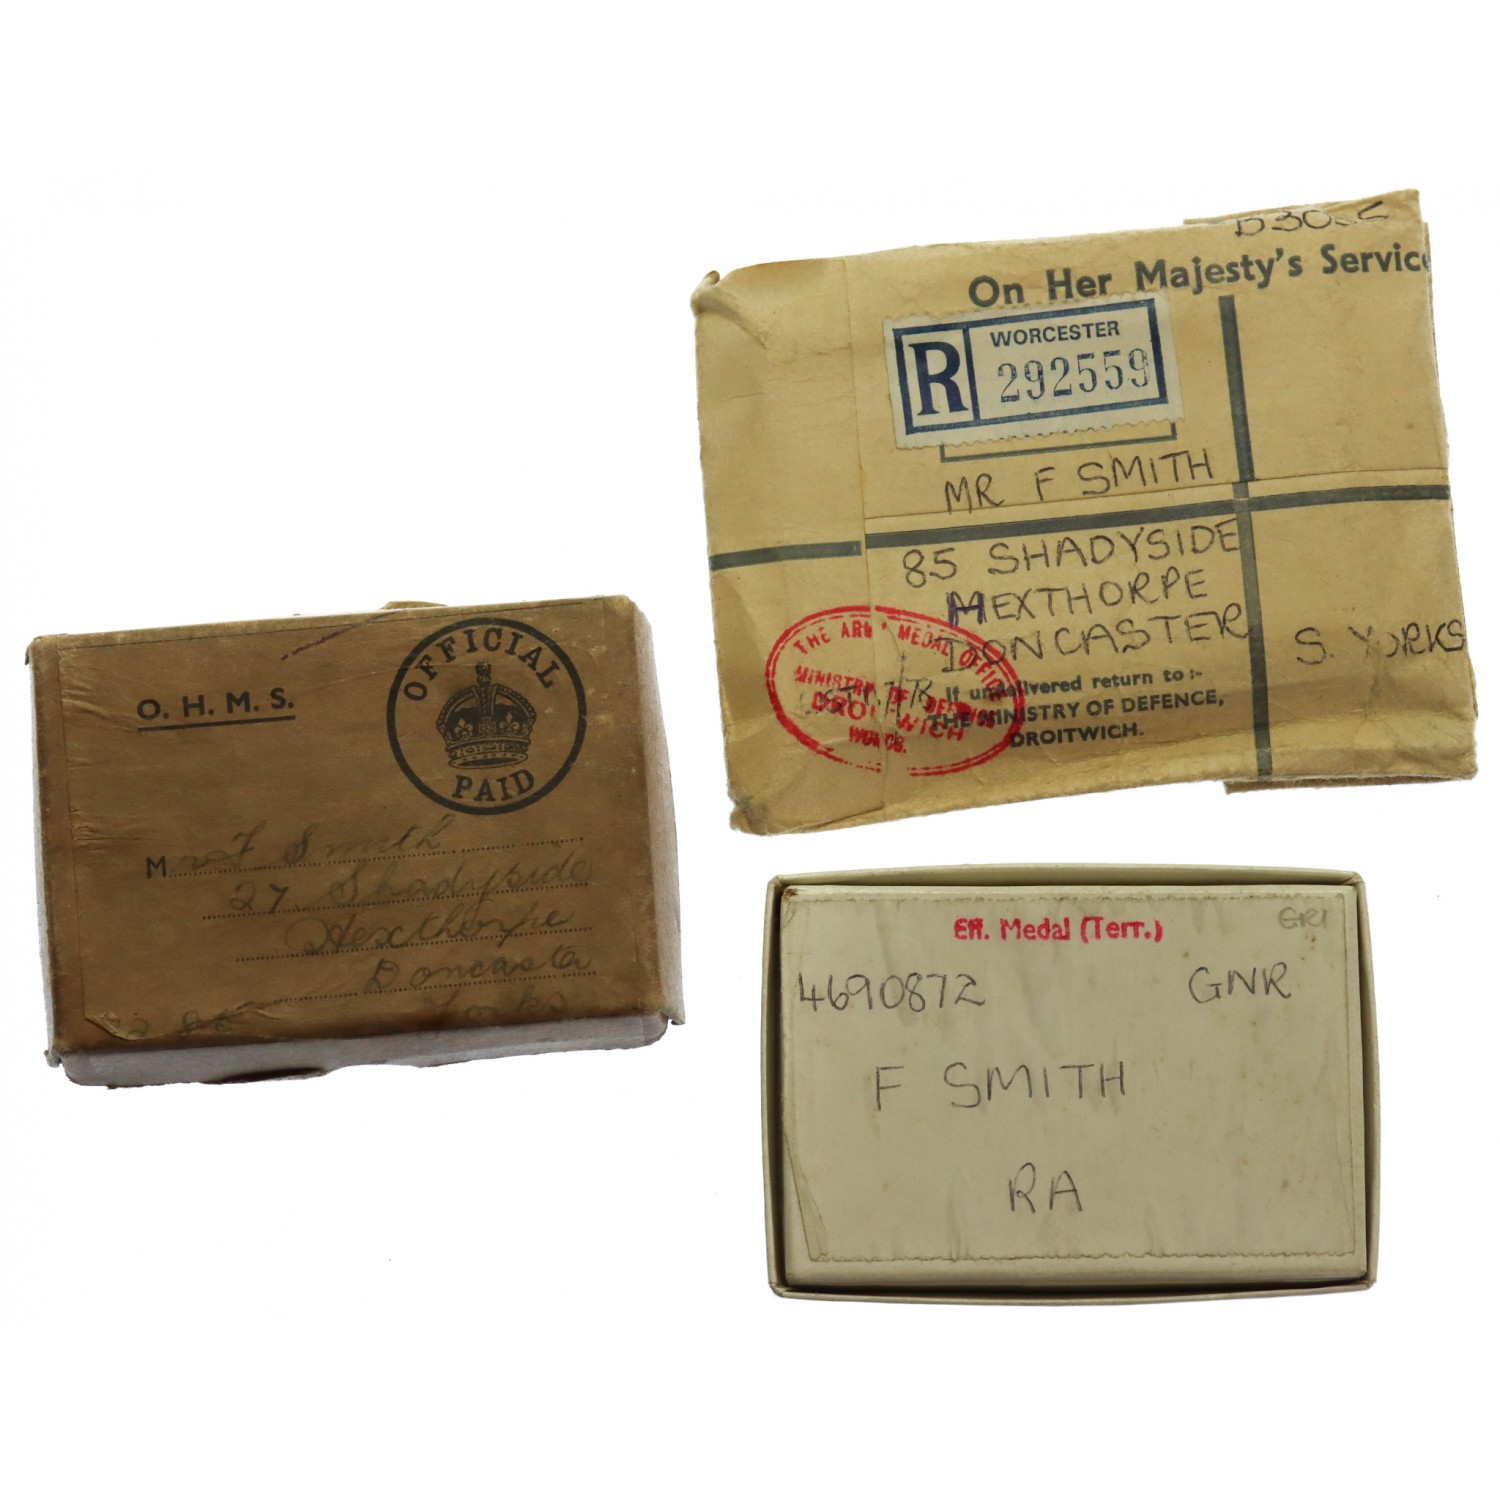 O. H. M. S.
OFFICIAL
PAID
Mr F Smith
27 Shadyside
Hexthorpe
Doncaster
Yorks
On Her Majesty's Service
R
WORCESTER
292559
MR F SMITH
85 SHADYSIDE
HEXTHORPE
DONCASTER
S. YORKS
THE ARMY MEDAL OFFICE
MINISTRY OF DEFENCE
DROITWICH
WORCS.
If undelivered return to:-
THE MINISTRY OF DEFENCE,
DROITWICH.
Eff. Medal (Terr.)
GRI
4690872 GNR
F SMITH
RA